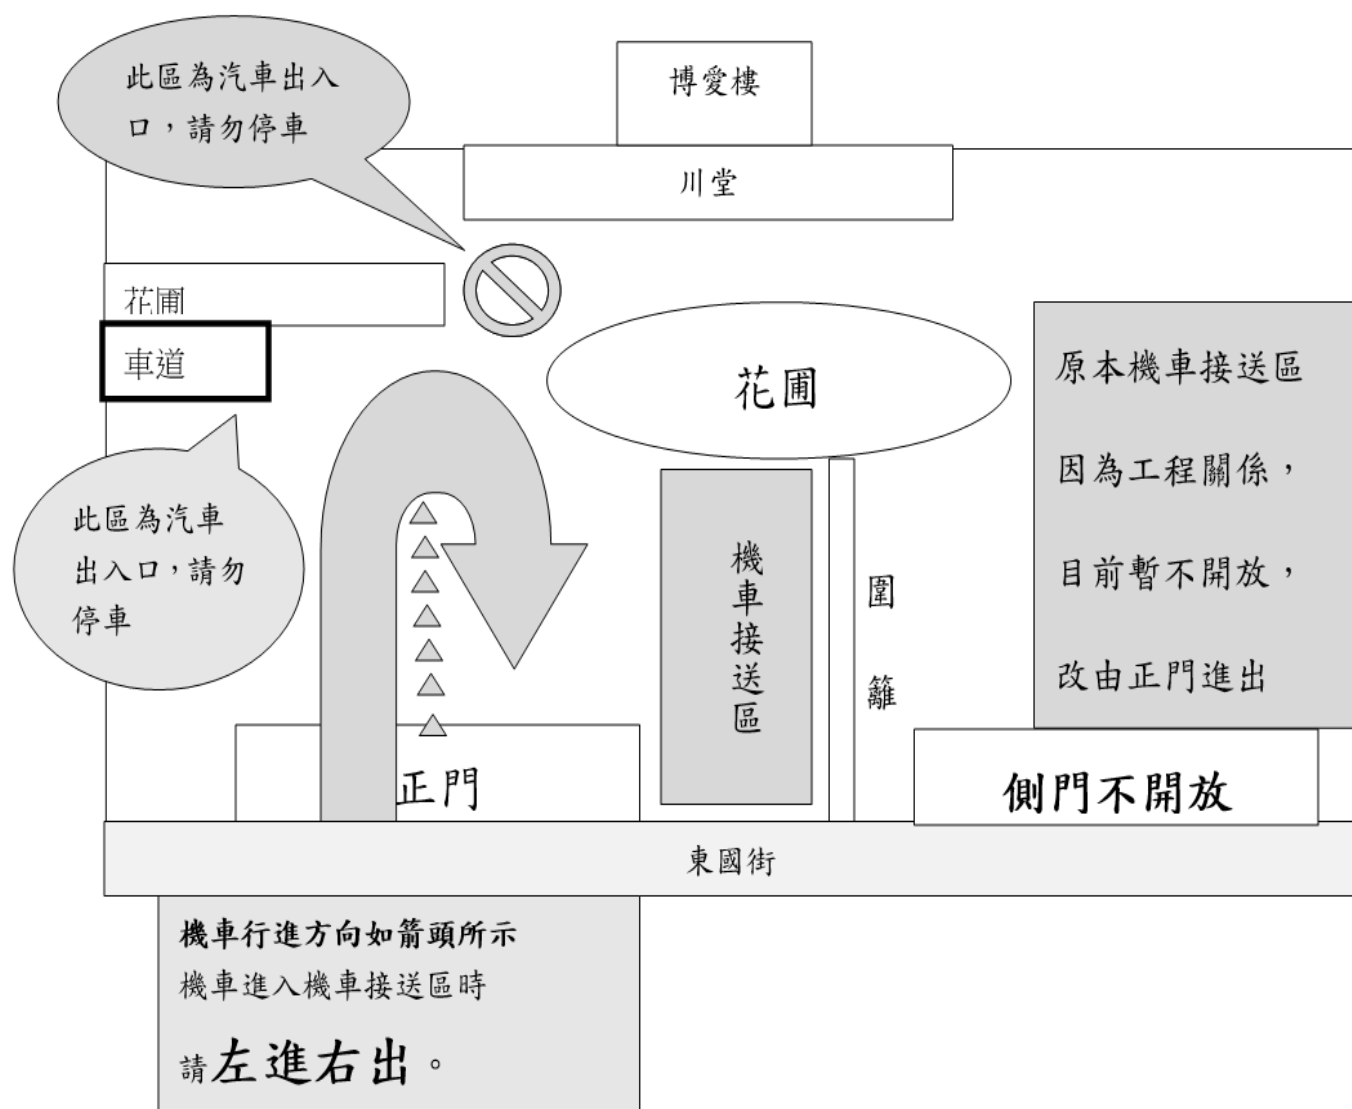 此區為汽車出入
口，請勿停車
博愛樓
川堂
花圃
車道
花圃
原本機車接送區
因為工程關係，
目前暫不開放，
改由正門進出
此區為汽車
出入口，請勿
停車
機車接送區
圍籬
正門
側門不開放
東國街
機車行進方向如箭頭所示
機車進入機車接送區時
請左進右出。